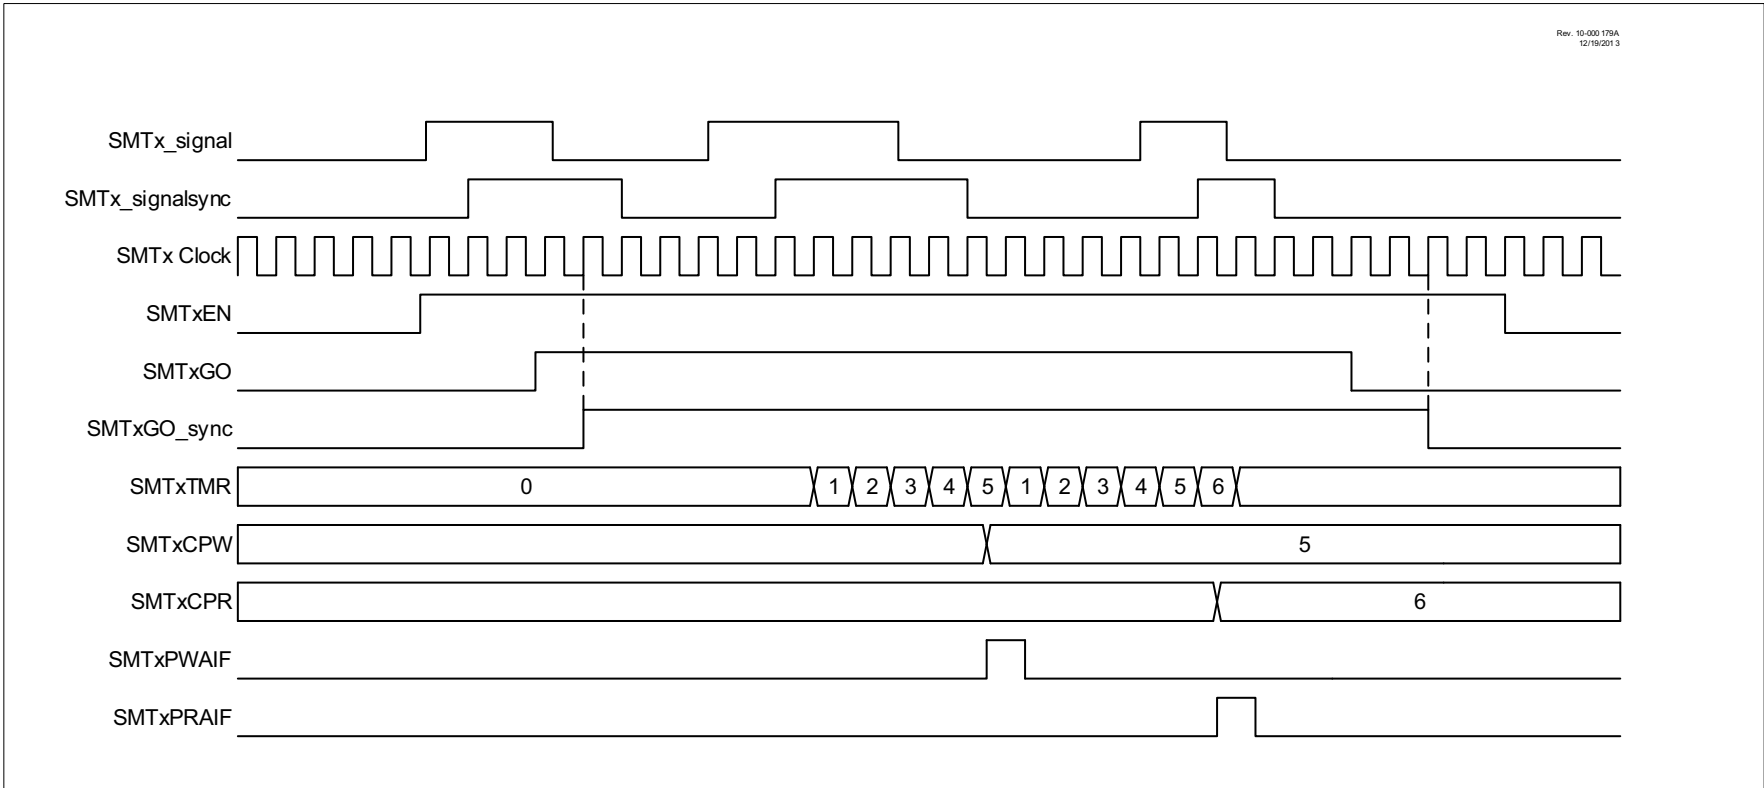 Rev. 10-000 179A
12/19/201 3
SMTx_signal
SMTx_signalsync
SMTx Clock
SMTxEN
SMTxGO
SMTxGO_sync
SMTxTMR 0 1 2 3 4 5 1 2 3 4 5 6
SMTxCPW 5
SMTxCPR 6
SMTxPWAIF
SMTxPRAIF